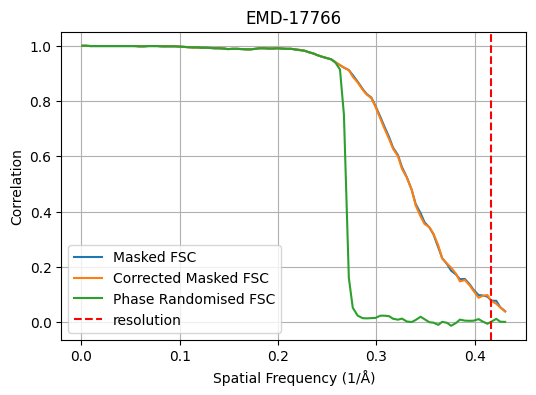 EMD-17766
1.0
0.8
0.6
0.4
0.2
0.0
Correlation
Masked FSC
Corrected Masked FSC
Phase Randomised FSC
resolution
0.0 0.1 0.2 0.3 0.4
Spatial Frequency (1/Å)